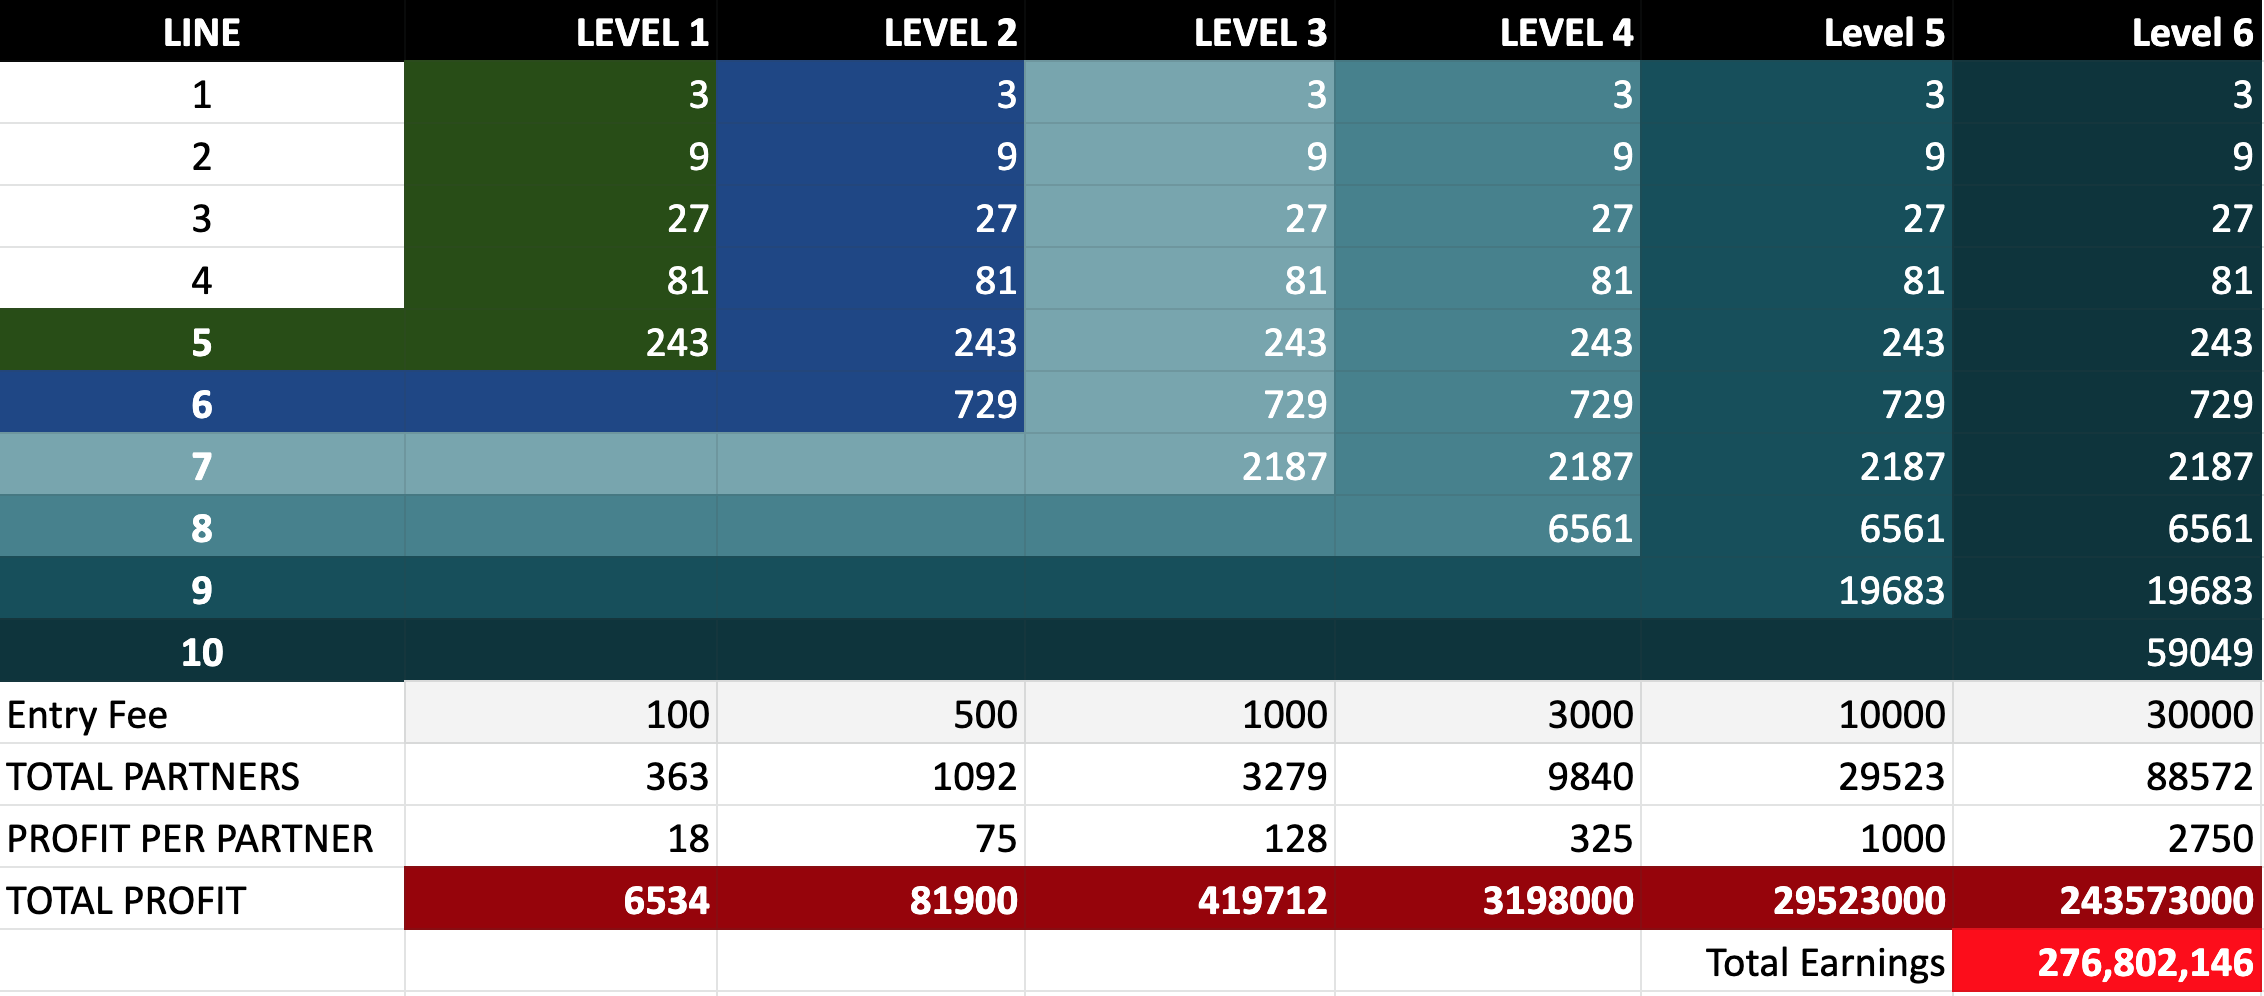 LINE LEVEL 1 LEVEL 2 LEVEL 3 LEVEL 4 Level 5 Level 6
1 3 3 3 3 3 3
2 9 9 9 9 9 9
3 27 27 27 27 27 27
4 81 81 81 81 81 81
5 243 243 243 243 243 243
6 729 729 729 729 729
7 2187 2187 2187 2187
8 6561 6561 6561
9 19683 19683
10 59049
Entry Fee 100 500 1000 3000 10000 30000
TOTAL PARTNERS 363 1092 3279 9840 29523 88572
PROFIT PER PARTNER 18 75 128 325 1000 2750
TOTAL PROFIT 6534 81900 419712 3198000 29523000 243573000
Total Earnings 276,802,146